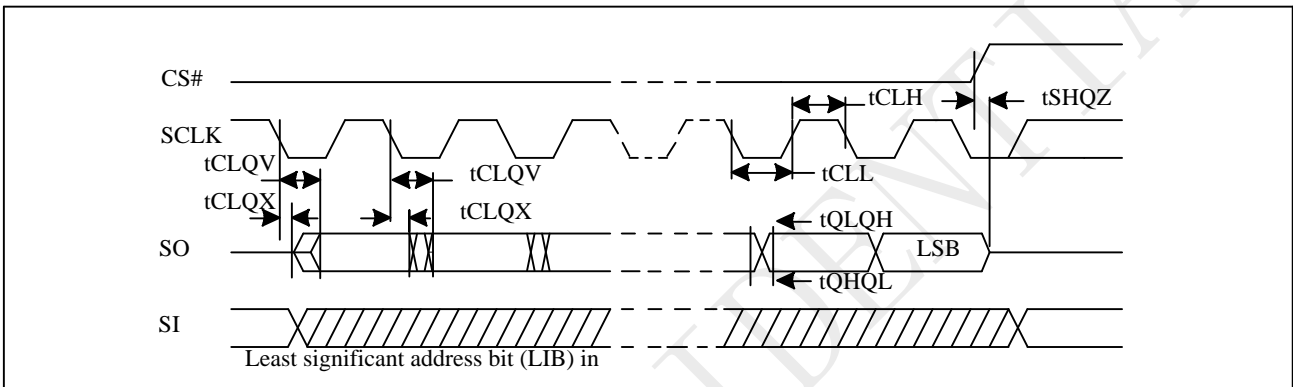 CS#
tCLH
tSHQZ
SCLK
tCLQV
tCLQV
tCLL
tCLQX
tCLQX
tQLQH
SO
LSB
tQHQL
SI
Least significant address bit (LIB) in
IDENTIA